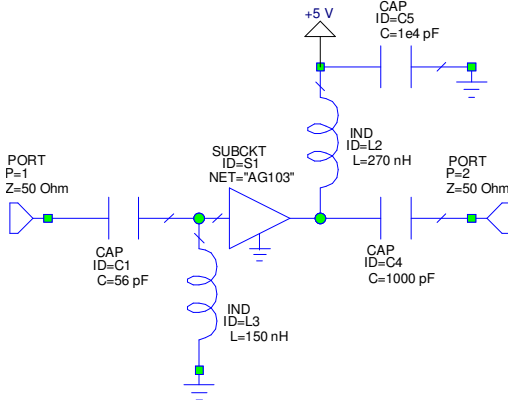 +5 V
CAP
ID=C5
C=1e4 pF
IND
ID=L2
L=270 nH
SUBCKT
ID=S1
NET="AG103"
PORT
P=1
Z=50 Ohm
PORT
P=2
Z=50 Ohm
CAP
ID=C1
C=56 pF
CAP
ID=C4
C=1000 pF
IND
ID=L3
L=150 nH